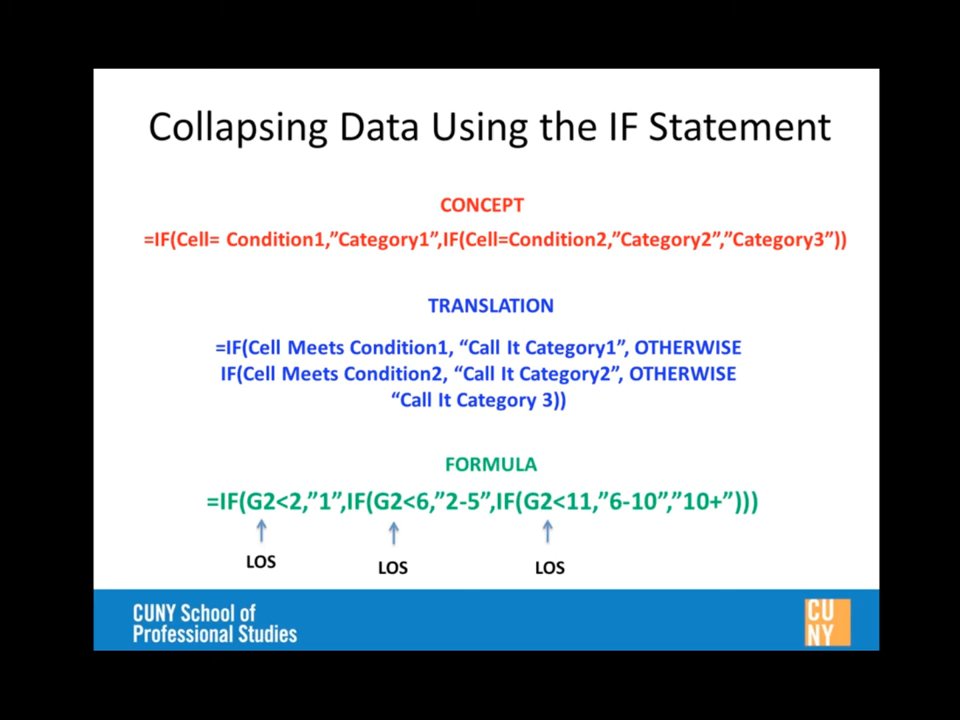 Collapsing Data Using the IF Statement
CONCEPT
=IF(Cell= Condition1,”Category1”,IF(Cell=Condition2,”Category2”,”Category3”))
TRANSLATION
=IF(Cell Meets Condition1, “Call It Category1”, OTHERWISE
IF(Cell Meets Condition2, “Call It Category2”, OTHERWISE
“Call It Category 3))
FORMULA
=IF(G2<2,”1”,IF(G2<6,”2-5”,IF(G2<11,”6-10”,”10+”)))
LOS LOS LOS
CUNY School of
Professional Studies
CU
NY